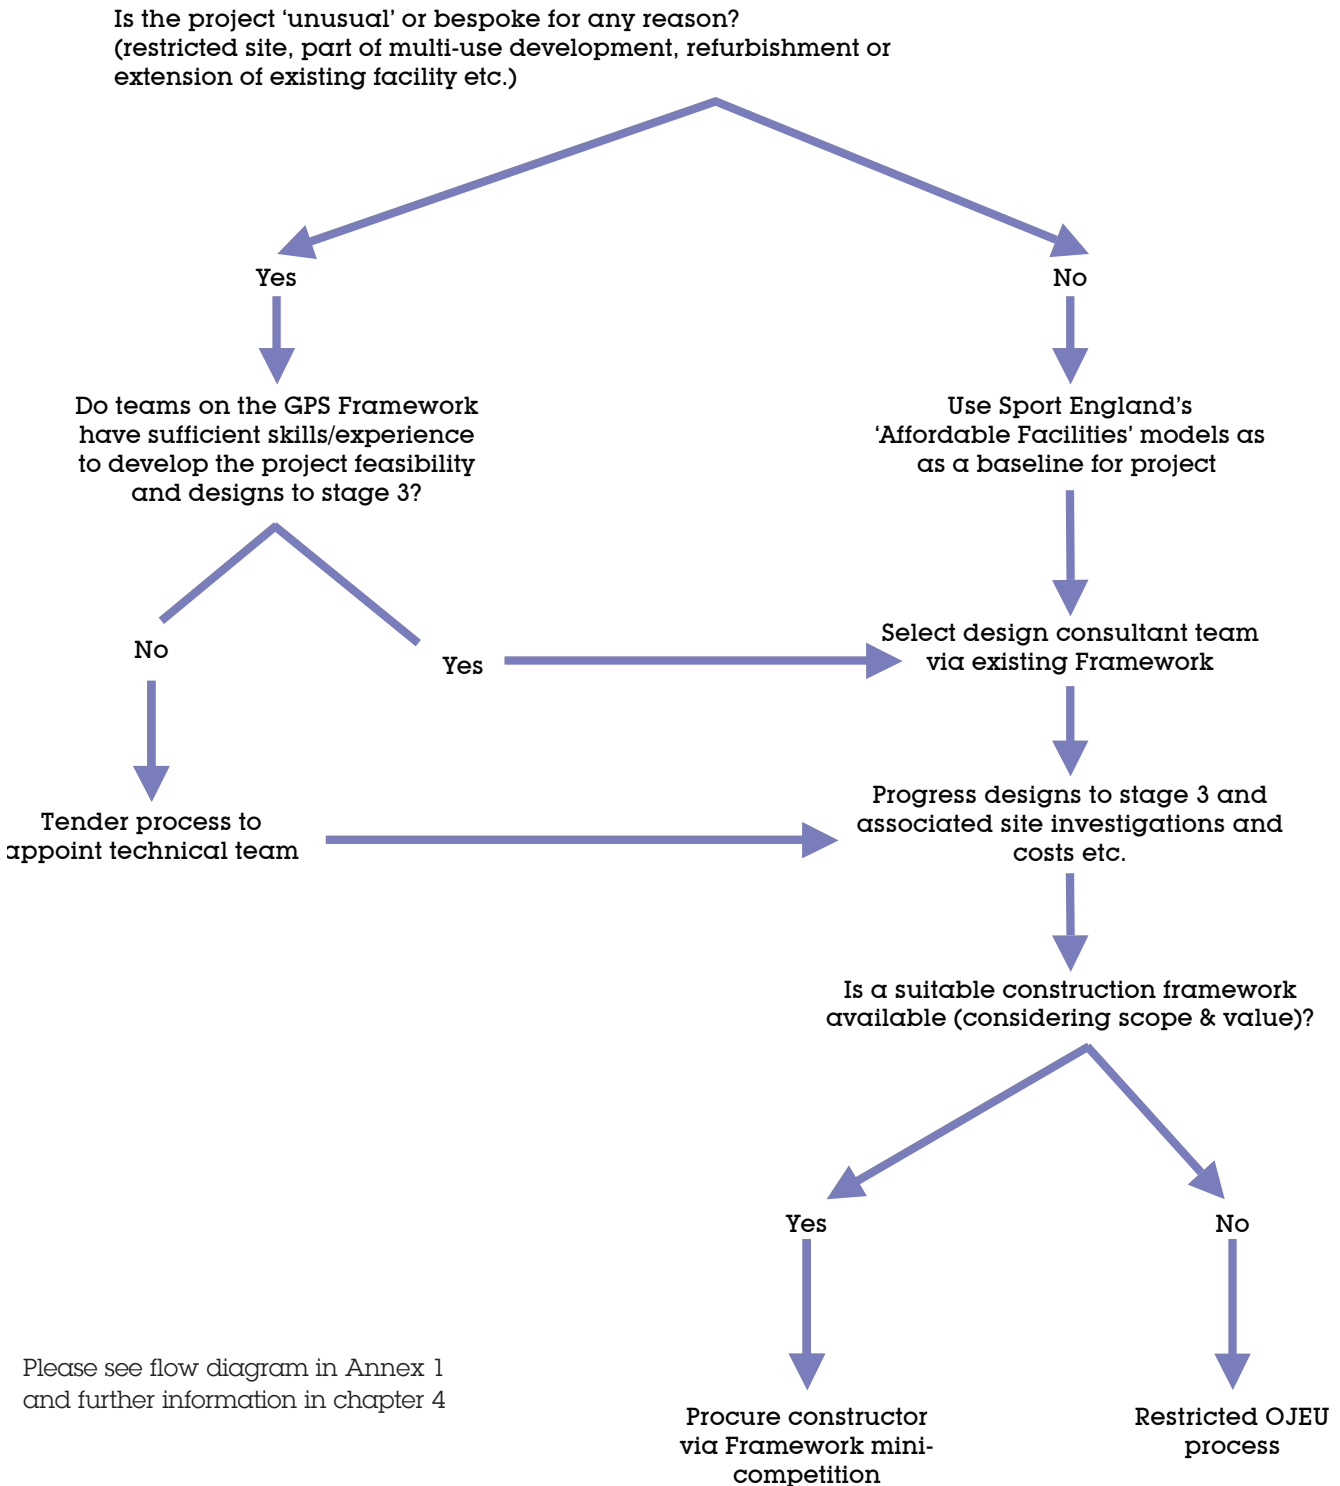 Is the project ‘unusual’ or bespoke for any reason?
(restricted site, part of multi-use development, refurbishment or
extension of existing facility etc.)
Yes
No
Do teams on the GPS Framework
have sufficient skills/experience
to develop the project feasibility
and designs to stage 3?
Use Sport England's
‘Affordable Facilities’ models as
as a baseline for project
No
Yes
Select design consultant team
via existing Framework
Tender process to
appoint technical team
Progress designs to stage 3 and
associated site investigations and
costs etc.
Is a suitable construction framework
available (considering scope & value)?
Yes
No
Procure constructor
via Framework mini-
competition
Restricted OJEU
process
Please see flow diagram in Annex 1
and further information in chapter 4